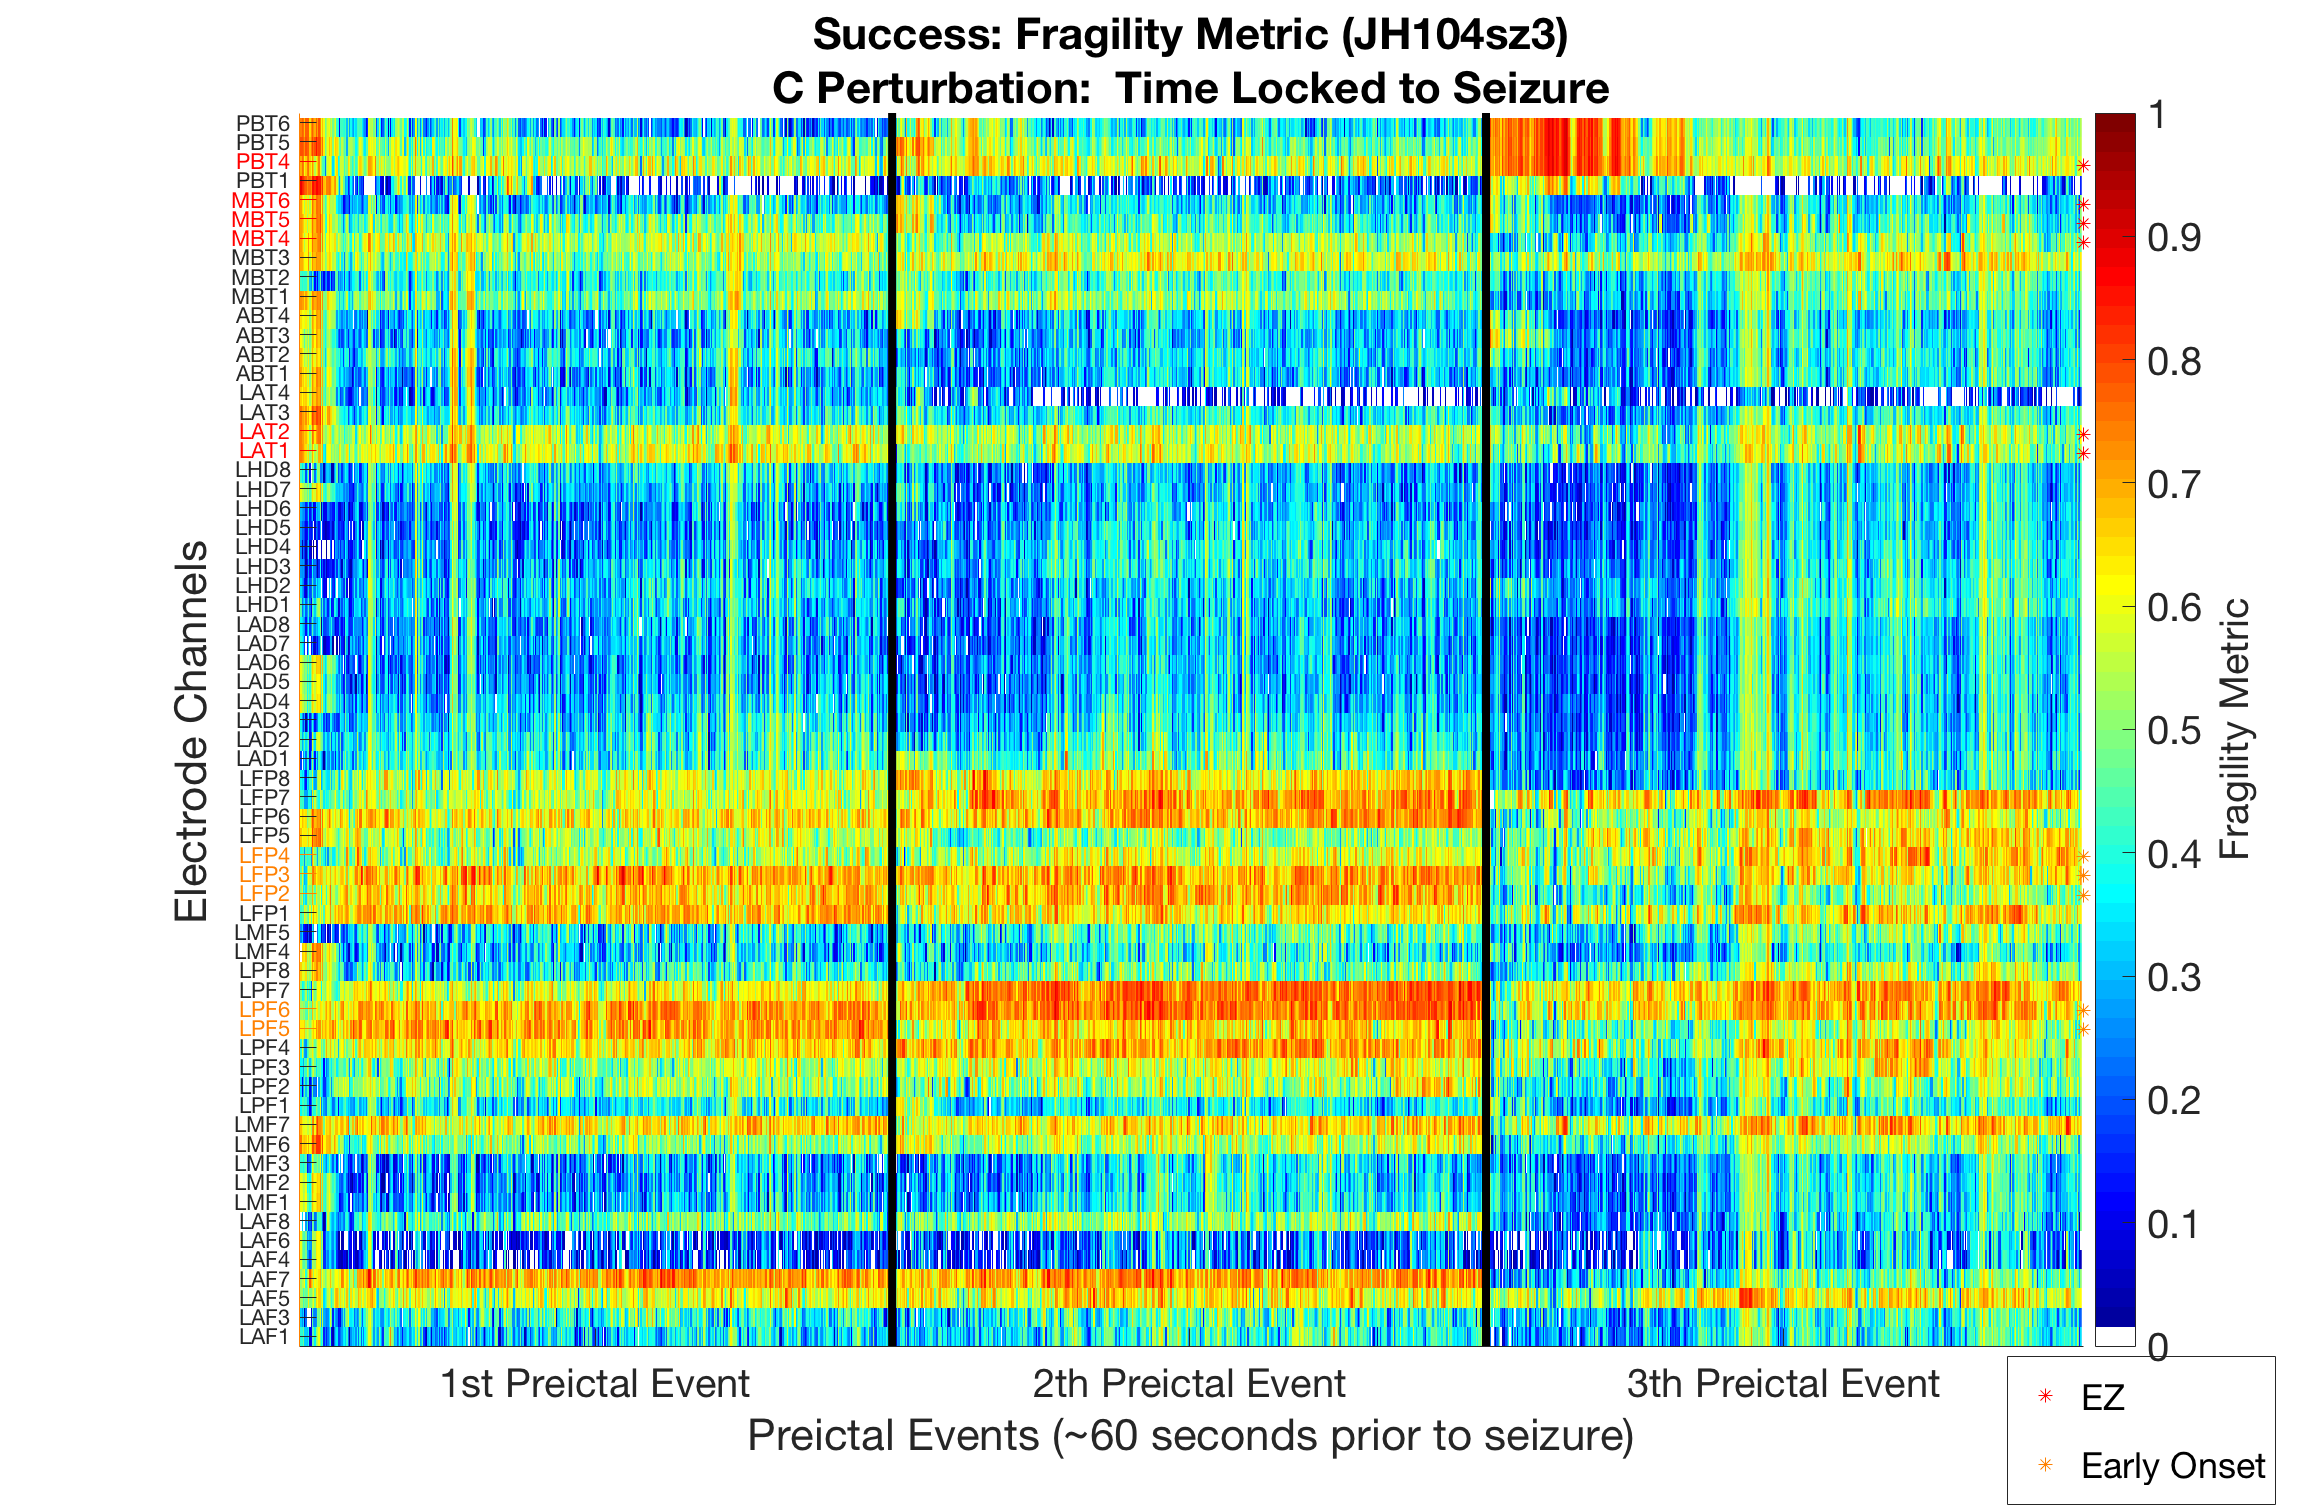 Success: Fragility Metric (JH104sz3)
C Perturbation:  Time Locked to Seizure
Electrode Channels
PBT6
PBT5
PBT4
PBT1
MBT6
MBT5
MBT4
MBT3
MBT2
MBT1
ABT4
ABT3
ABT2
ABT1
LAT4
LAT3
LAT2
LAT1
LHD8
LHD7
LHD6
LHD5
LHD4
LHD3
LHD2
LHD1
LAD8
LAD7
LAD6
LAD5
LAD4
LAD3
LAD2
LAD1
LFP8
LFP7
LFP6
LFP5
LFP4
LFP3
LFP2
LFP1
LMF5
LMF4
LPF8
LPF7
LPF6
LPF5
LPF4
LPF3
LPF2
LPF1
LMF7
LMF6
LMF3
LMF2
LMF1
LAF8
LAF6
LAF4
LAF7
LAF5
LAF3
LAF1
1st Preictal Event
2th Preictal Event
3th Preictal Event
Preictal Events (~60 seconds prior to seizure)
1
0.9
0.8
0.7
0.6
0.5
0.4
0.3
0.2
0.1
0
Fragility Metric
EZ
Early Onset